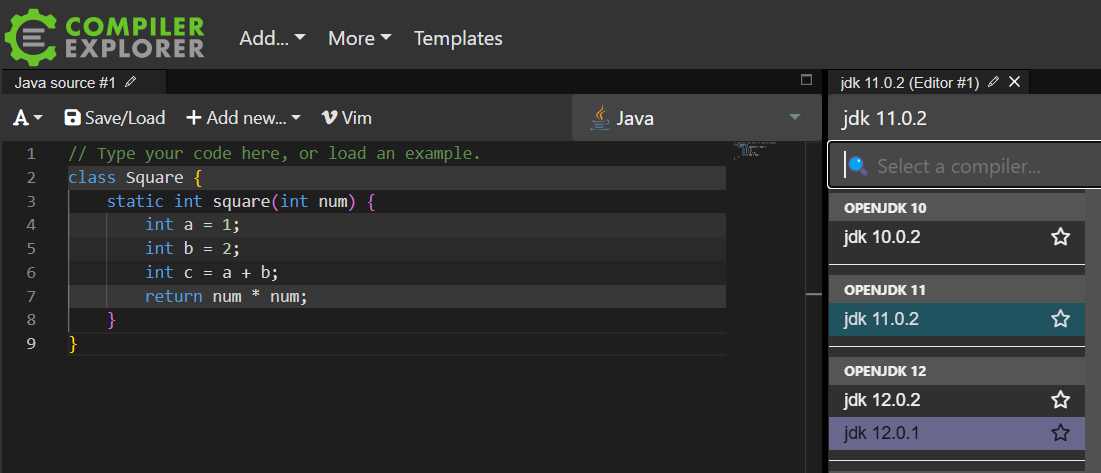 COMPILER
EXPLORER
Add...
More
Templates
Java source #1
A
Save/Load
+ Add new...
Vim
Java
1 // Type your code here, or load an example.
2 class Square {
3 static int square(int num) {
4 int a = 1;
5 int b = 2;
6 int c = a + b;
7 return num * num;
8 }
9 }
jdk 11.0.2 (Editor #1)
jdk 11.0.2
Select a compiler...
OPENJDK 10
jdk 10.0.2
OPENJDK 11
jdk 11.0.2
OPENJDK 12
jdk 12.0.2
jdk 12.0.1